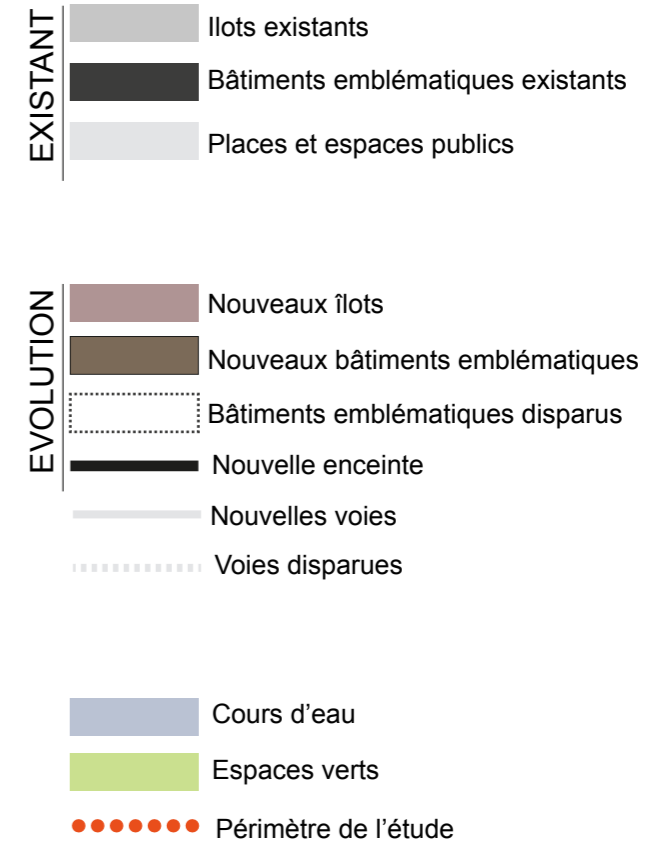 EXISTANT
Ilots existants
Bâtiments emblématiques existants
Places et espaces publics
EVOLUTION
Nouveaux îlots
Nouveaux bâtiments emblématiques
Bâtiments emblématiques disparus
Nouvelle enceinte
Nouvelles voies
Voies disparues
Cours d’eau
Espaces verts
Périmètre de l’étude